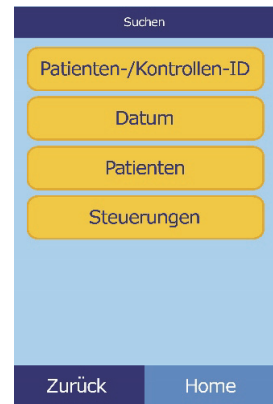 Suchen
Patienten-/Kontrollen-ID
Datum
Patienten
Steuerungen
Zurück Home